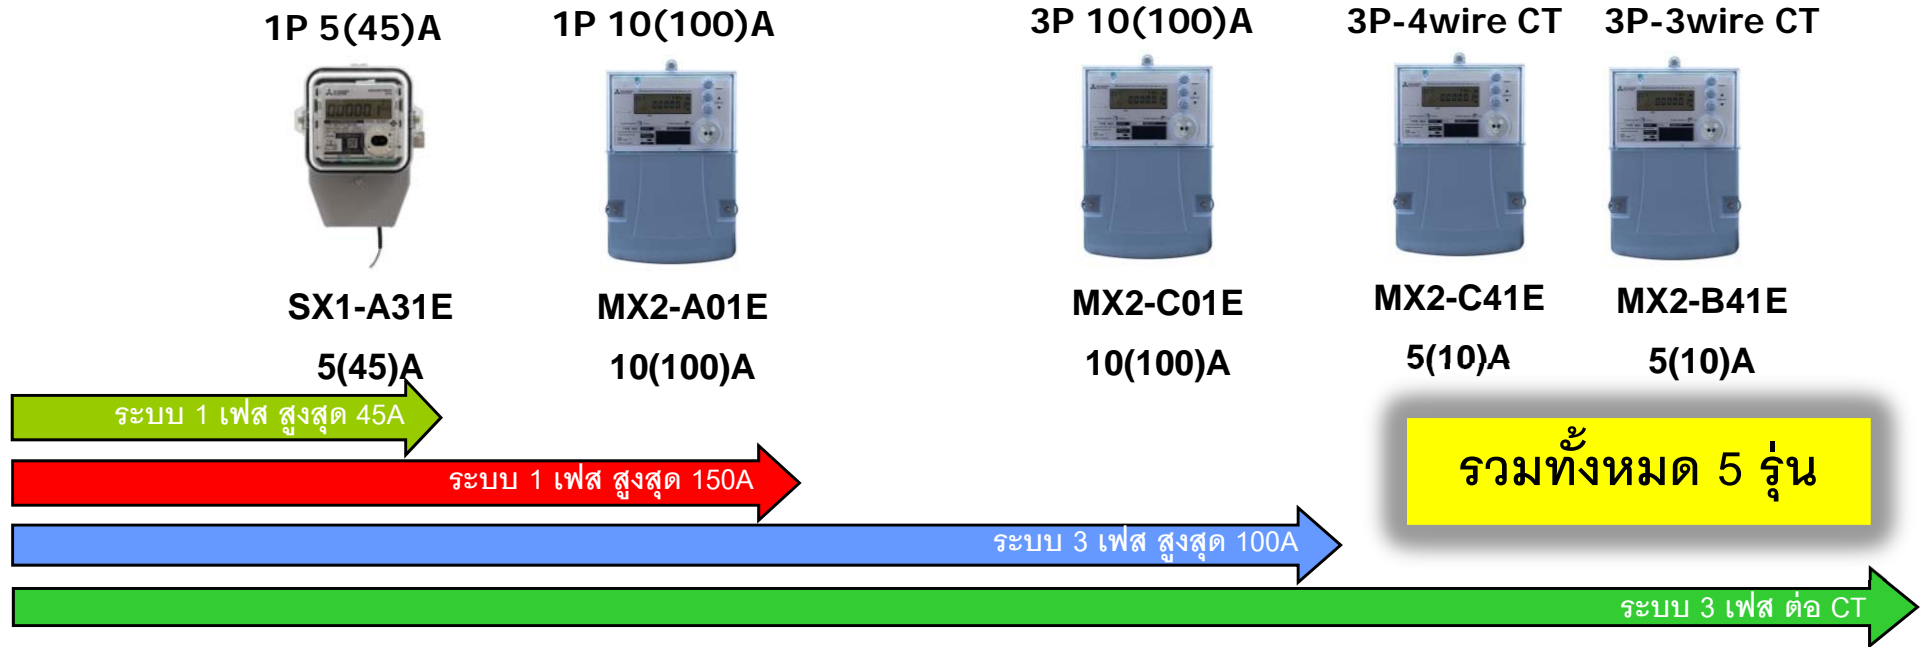 1P 5(45)A
1P 10(100)A
3P 10(100)A
3P-4wire CT
3P-3wire CT
SX1-A31E
MX2-A01E
MX2-C01E
MX2-C41E
MX2-B41E
5(45)A
10(100)A
10(100)A
5(10)A
5(10)A
ระบบ 1 เฟส สูงสุด 45A
ระบบ 1 เฟส สูงสุด 150A
รวมทั้งหมด 5 รุ่น
ระบบ 3 เฟส สูงสุด 100A
ระบบ 3 เฟส ต่อ CT